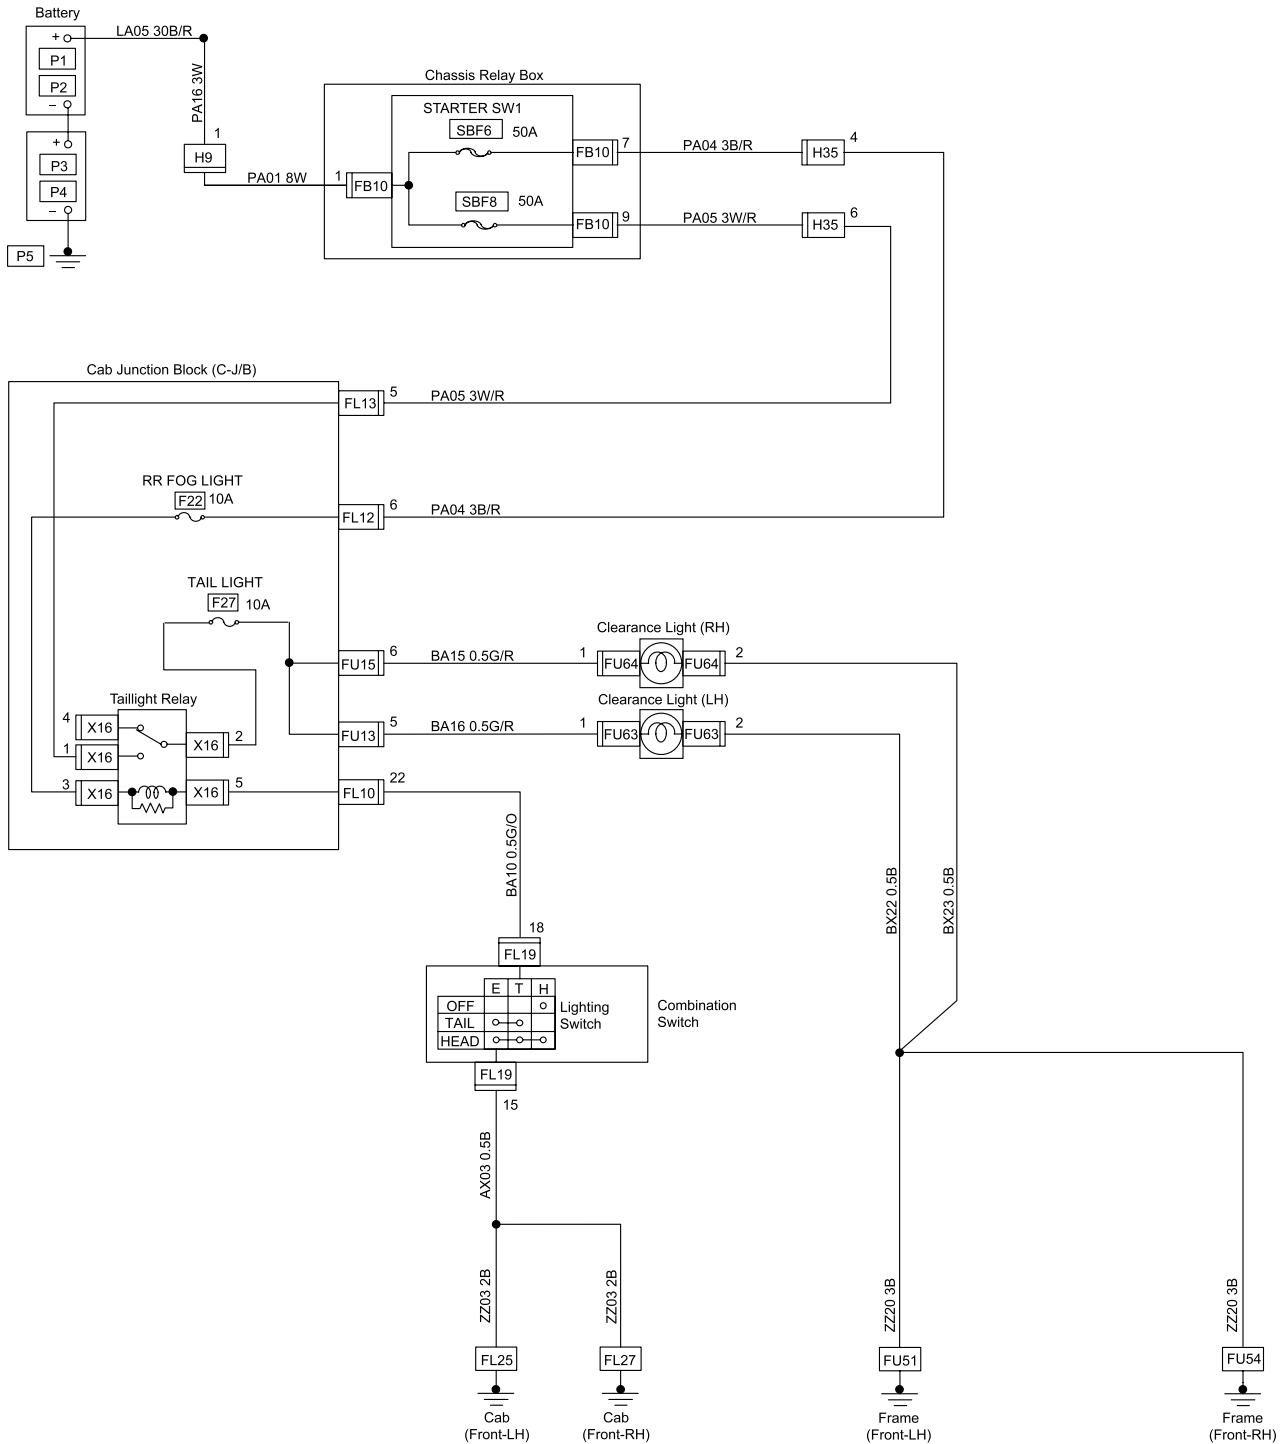 Battery
+
P1
P2
−
+
P3
P4
−
P5
LA05 30B/R
PA16 3W
1
H9
PA01 8W
Chassis Relay Box
STARTER SW1
SBF6 50A
1 FB10
SBF8 50A
FB10 7
FB10 9
PA04 3B/R
H35 4
PA05 3W/R
H35 6
Cab Junction Block (C-J/B)
FL13 5
PA05 3W/R
RR FOG LIGHT
F22 10A
FL12 6
PA04 3B/R
TAIL LIGHT
F27 10A
FU15 6
BA15 0.5G/R
Clearance Light (RH)
1 FU64
FU64 2
Taillight Relay
4 X16
1 X16
3 X16
X16 2
X16 5
FU13 5
BA16 0.5G/R
Clearance Light (LH)
1 FU63
FU63 2
FL10 22
BA10 0.5G/O
18
FL19
E T H
OFF
TAIL
HEAD
Lighting
Switch
Combination
Switch
FL19
15
AX03 0.5B
ZZ03 2B
ZZ03 2B
FL25
Cab
(Front-LH)
FL27
Cab
(Front-RH)
BX22 0.5B
BX23 0.5B
ZZ20 3B
ZZ20 3B
FU51
Frame
(Front-LH)
FU54
Frame
(Front-RH)